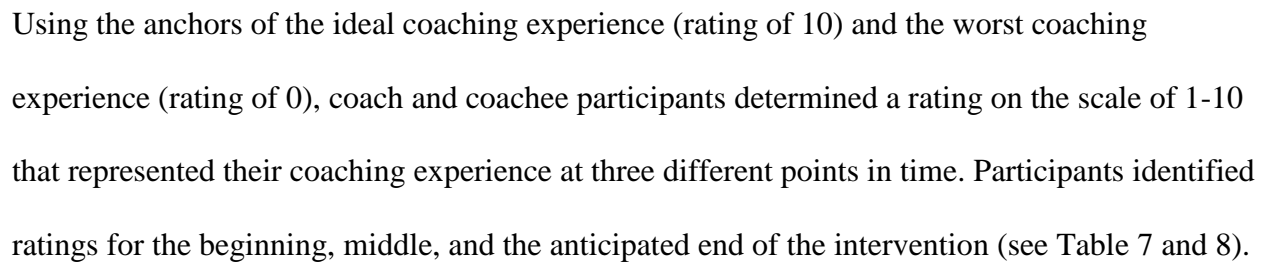 Using the anchors of the ideal coaching experience (rating of 10) and the worst coaching
experience (rating of 0), coach and coachee participants determined a rating on the scale of 1-10
that represented their coaching experience at three different points in time. Participants identified
ratings for the beginning, middle, and the anticipated end of the intervention (see Table 7 and 8).